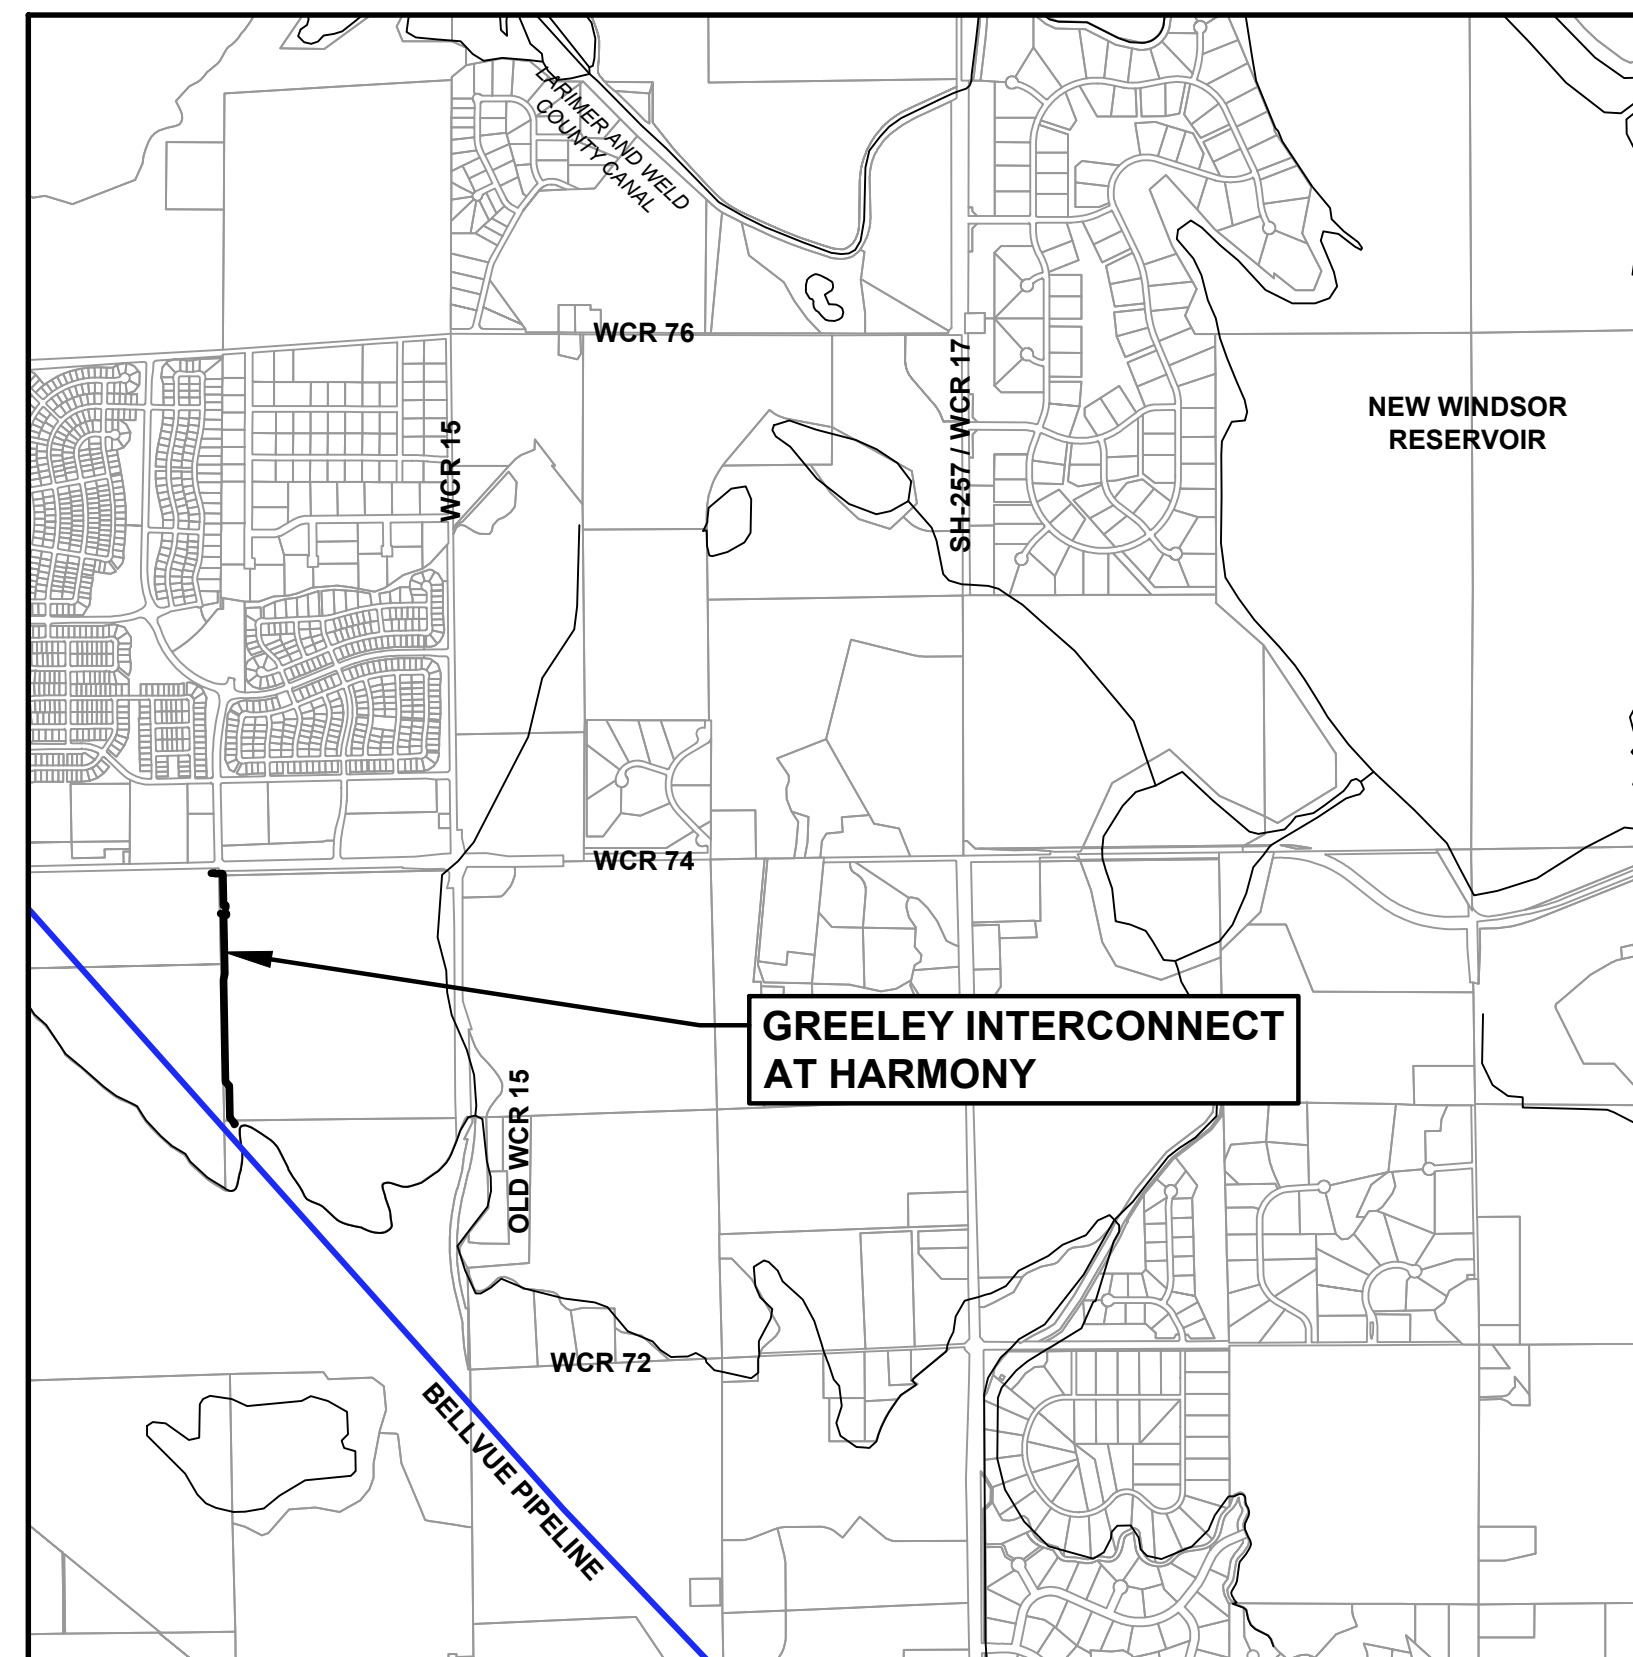 LARIMER AND WELD
COUNTY CANAL
WCR 76
SH-257 / WCR 17
NEW WINDSOR
RESERVOIR
WCR 15
WCR 74
GREELEY INTERCONNECT
AT HARMONY
OLD WCR 15
WCR 72
BELLVUE PIPELINE